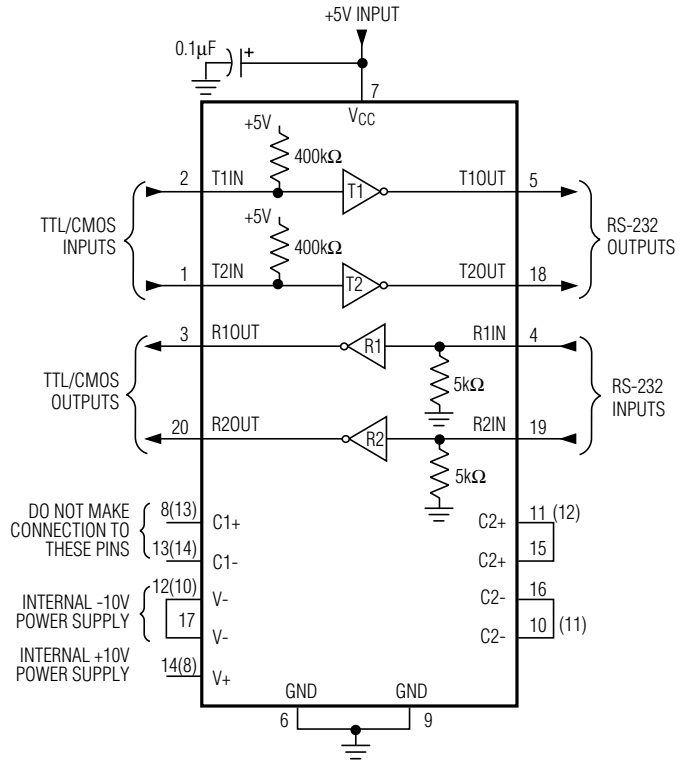 +5V INPUT
0.1µF
+
7
VCC
+5V
400kΩ
2
T1IN
T1
T1OUT
5
TTL/CMOS
INPUTS
+5V
400kΩ
RS-232
OUTPUTS
1
T2IN
T2
T2OUT
18
3
R1OUT
R1
R1IN
4
TTL/CMOS
OUTPUTS
5kΩ
RS-232
INPUTS
20
R2OUT
R2
R2IN
19
5kΩ
DO NOT MAKE
CONNECTION TO
THESE PINS
8(13)
C1+
13(14)
C1-
C2+
11 (12)
C2+
15
INTERNAL -10V
POWER SUPPLY
12(10)
V-
17
V-
C2-
16
C2-
10 (11)
INTERNAL +10V
POWER SUPPLY
14(8)
V+
GND
GND
6
9